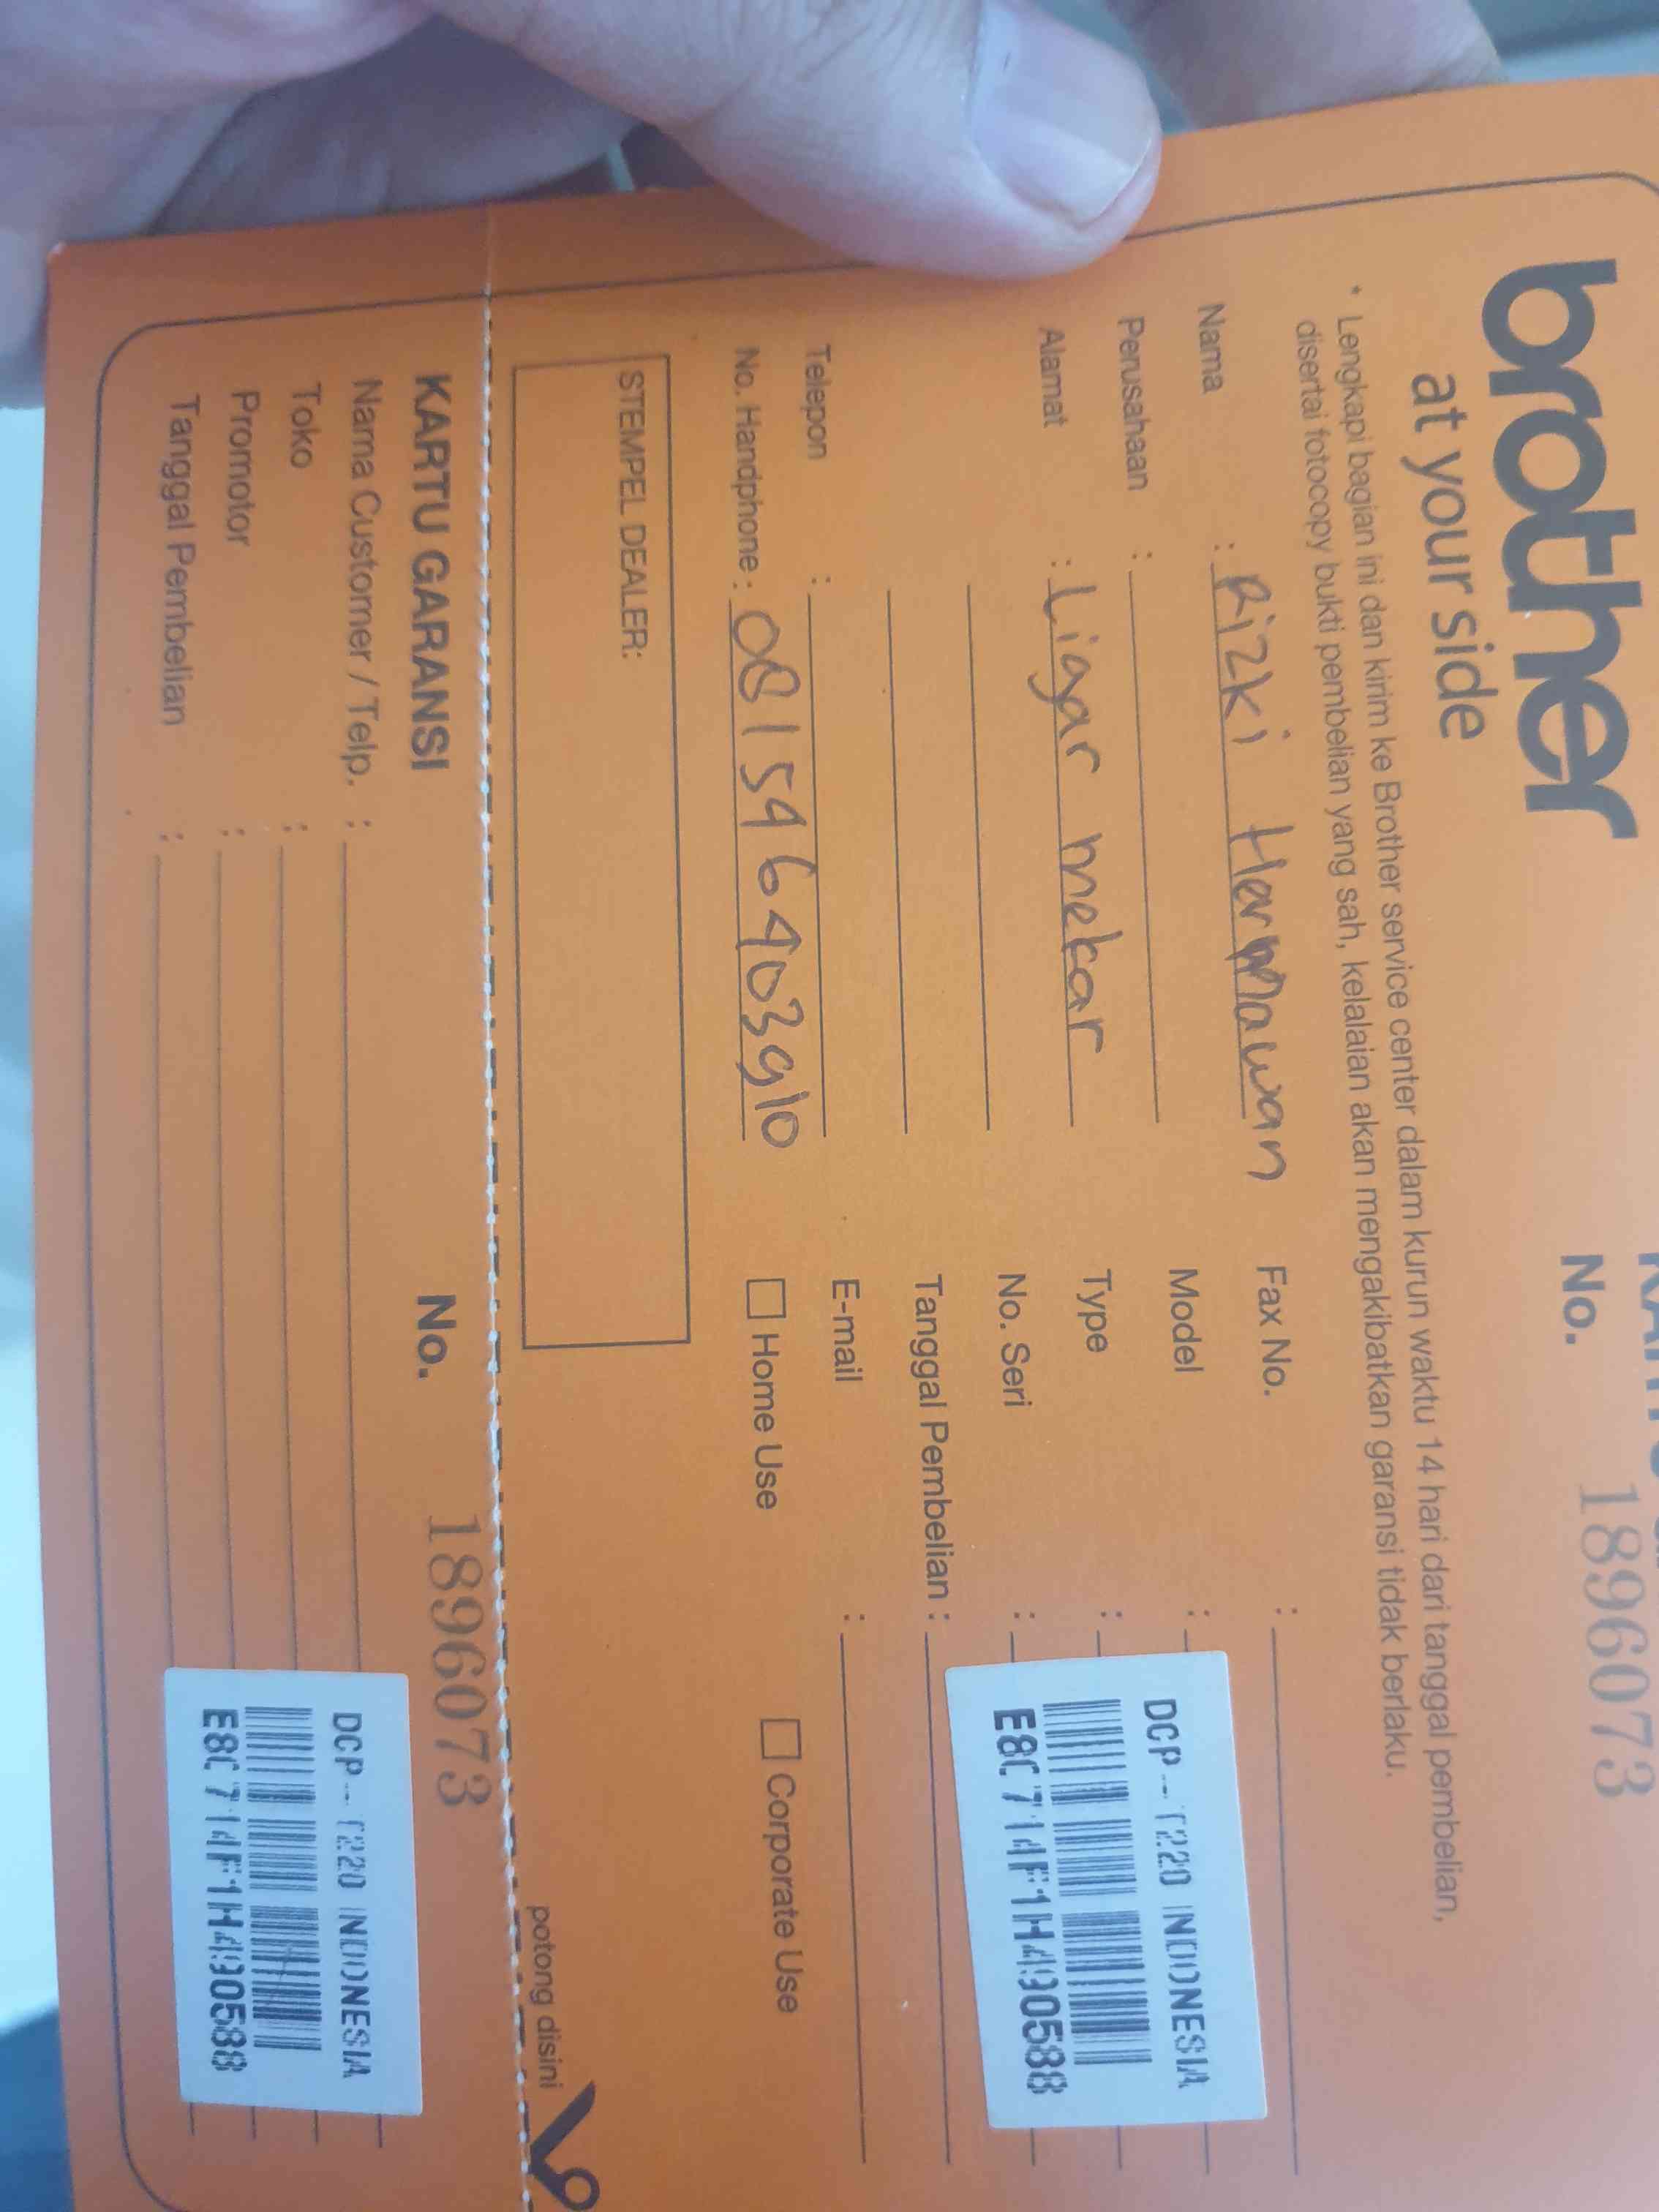 brother
at your side
No. 1896073
* Lengkapi bagian ini dan kirim ke Brother service center dalam kurun waktu 14 hari dari tanggal pembelian,
disertai fotocopy bukti pembelian yang sah, kelalaian akan mengakibatkan garansi tidak berlaku.
Nama : Rizki Hermawan
Perusahaan :
Alamat : Ligar mekar
Telepon :
No. Handphone : 081546403910
Fax No. :
Model :
Type :
No. Seri :
Tanggal Pembelian :
E-mail :
Home Use
Corporate Use
DCP-T220 INDONESIA
E80714F1H490588
STEMPEL DEALER:
potong disini
KARTU GARANSI
No. 1896073
Nama Customer / Telp. :
Toko :
Promotor :
Tanggal Pembelian :
DCP-T220 INDONESIA
E80714F1H490588